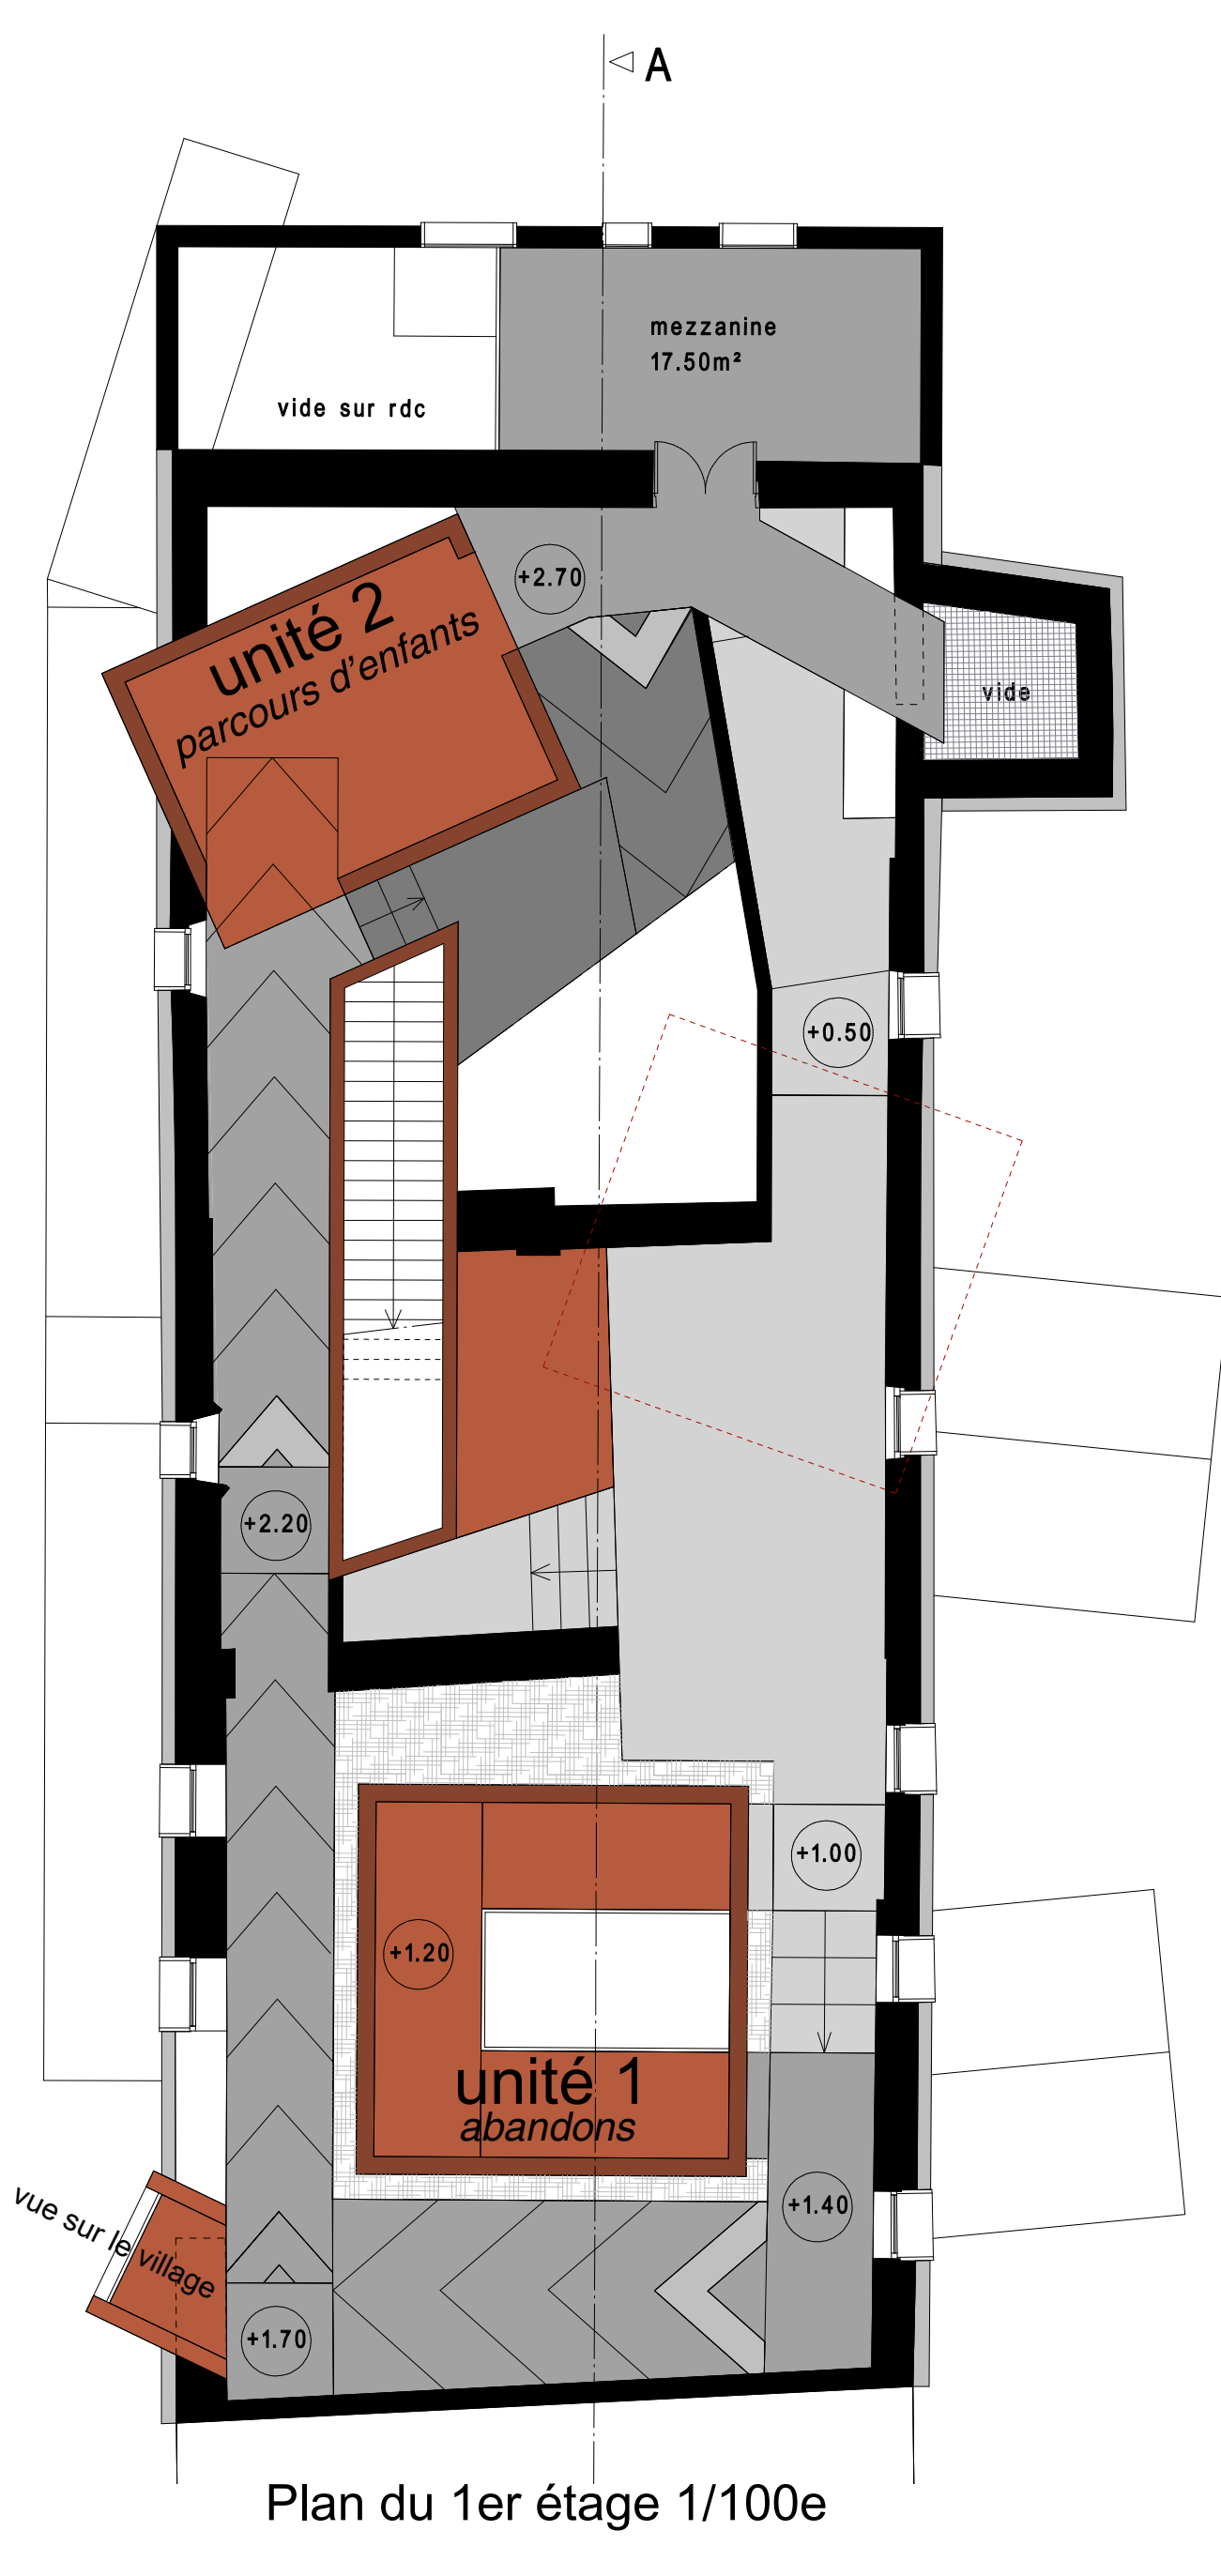 A
mezzanine
17.50m²
vide sur rdc
+2.70
unité 2
parcours d'enfants
vide
+0.50
+2.20
+1.00
+1.20
unité 1
abandons
+1.40
vue sur le village
+1.70
Plan du 1er étage 1/100e